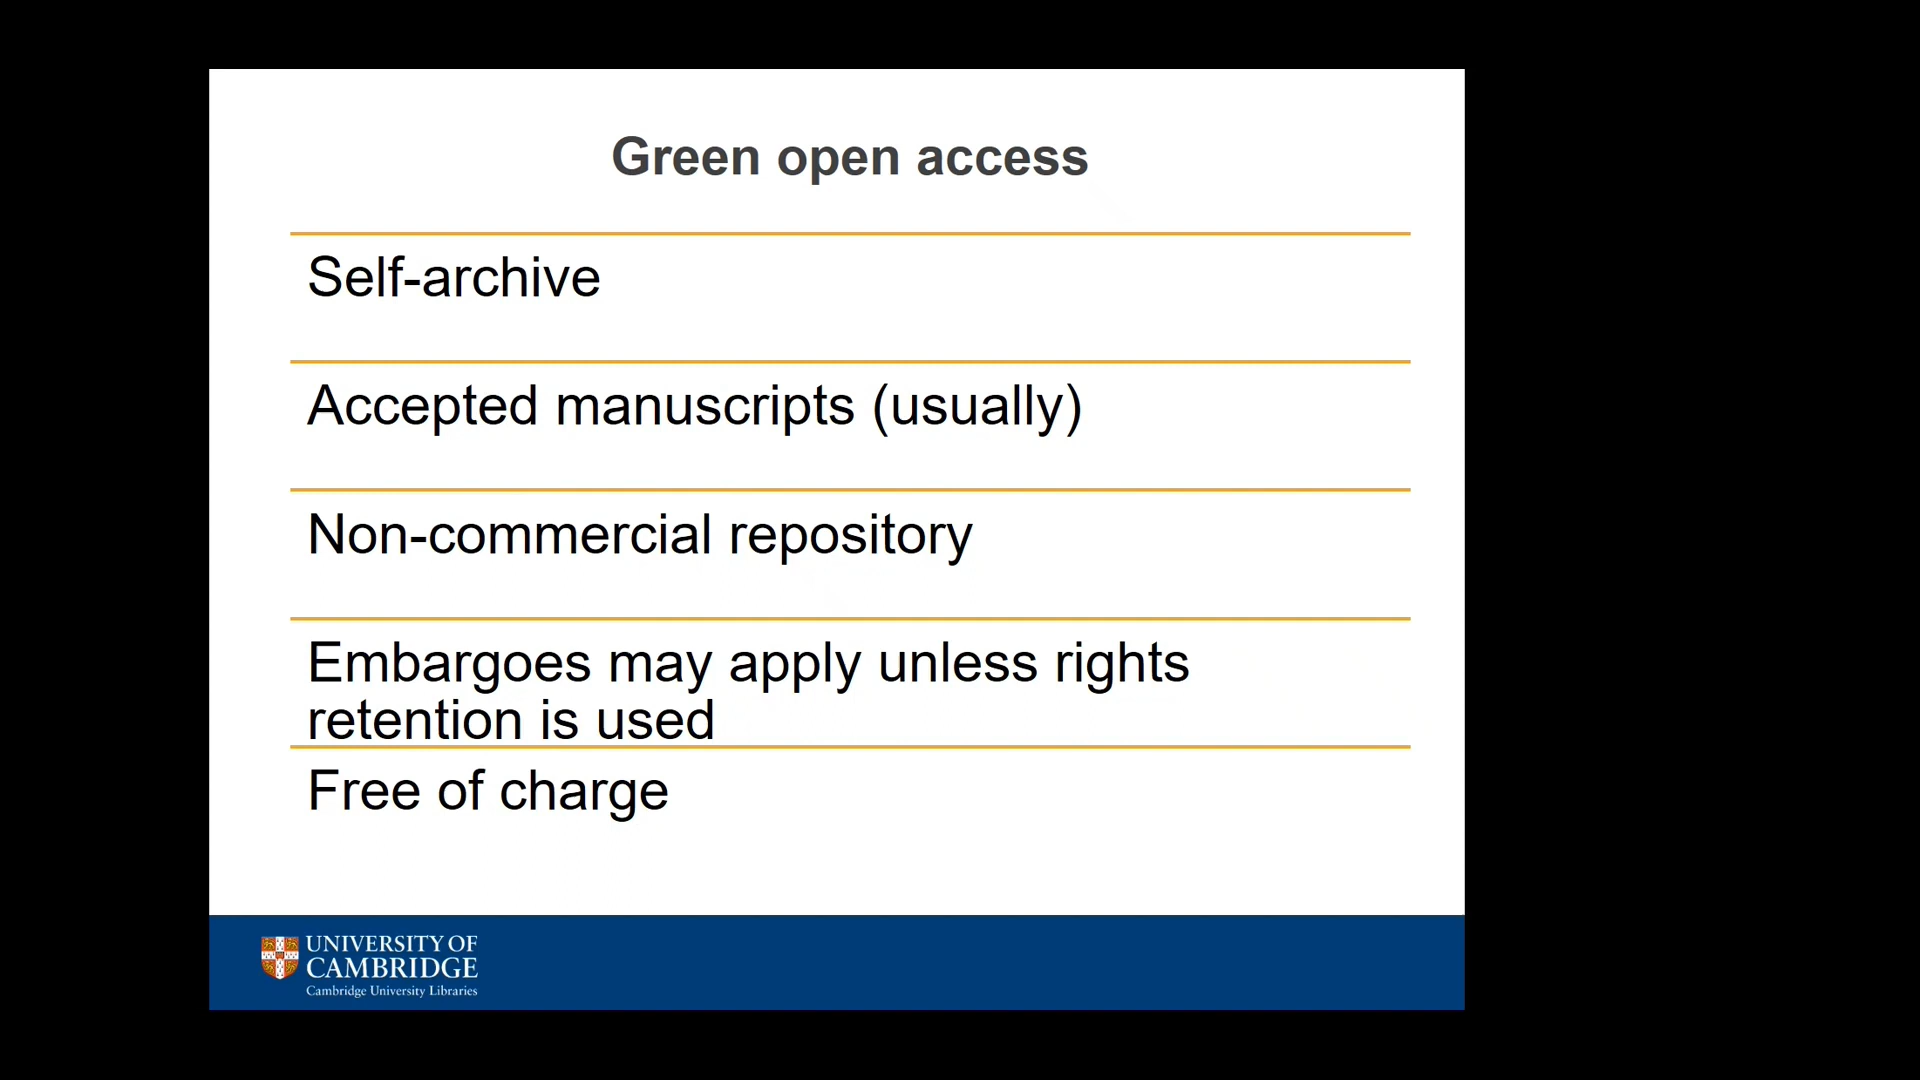 Green open access
Self-archive
Accepted manuscripts (usually)
Non-commercial repository
Embargoes may apply unless rights
retention is used
Free of charge
UNIVERSITY OF
CAMBRIDGE
Cambridge University Libraries